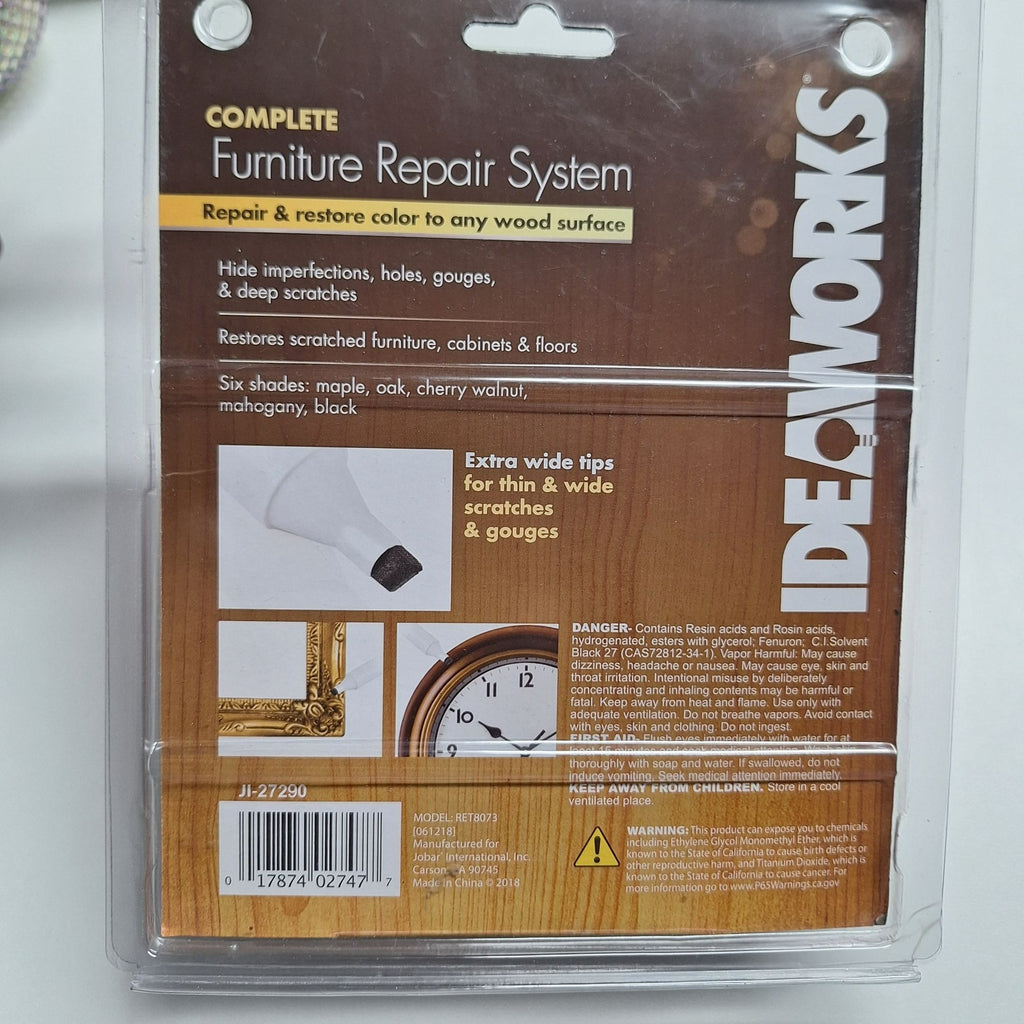 COMPLETE
Furniture Repair System
Repair & restore color to any wood surface
Hide imperfections, holes, gouges,
& deep scratches
Restores scratched furniture, cabinets & floors
Six shades: maple, oak, cherry walnut,
mahogany, black
IDEAWORKS
Extra wide tips
for thin & wide
scratches
& gouges
12
11
10
9
DANGER- Contains Resin acids and Rosin acids,
hydrogenated, esters with glycerol; Fenuron; C.I.Solvent
Black 27 (CAS72812-34-1). Vapor Harmful: May cause
dizziness, headache or nausea. May cause eye, skin and
throat irritation. Intentional misuse by deliberately
concentrating and inhaling contents may be harmful or
fatal. Keep away from heat and flame. Use only with
adequate ventilation. Do not breathe vapors. Avoid contact
with eyes, skin and clothing. Do not ingest.
FIRST AID- Flush eyes immediately with water for at
least 15 minutes and seek medical attention.
thoroughly with soap and water. If swallowed, do not
induce vomiting. Seek medical attention immediately.
KEEP AWAY FROM CHILDREN. Store in a cool
ventilated place.
JI-27290
0 17874 02747 7
MODEL: RET8073
[061218]
Manufactured for
Jobar® International, Inc.
Carson, CA 90745
Made in China © 2018
WARNING: This product can expose you to chemicals
including Ethylene Glycol Monomethyl Ether, which is
known to the State of California to cause birth defects or
other reproductive harm, and Titanium Dioxide, which is
known to the State of California to cause cancer. For
more information go to www.P65Warnings.ca.gov